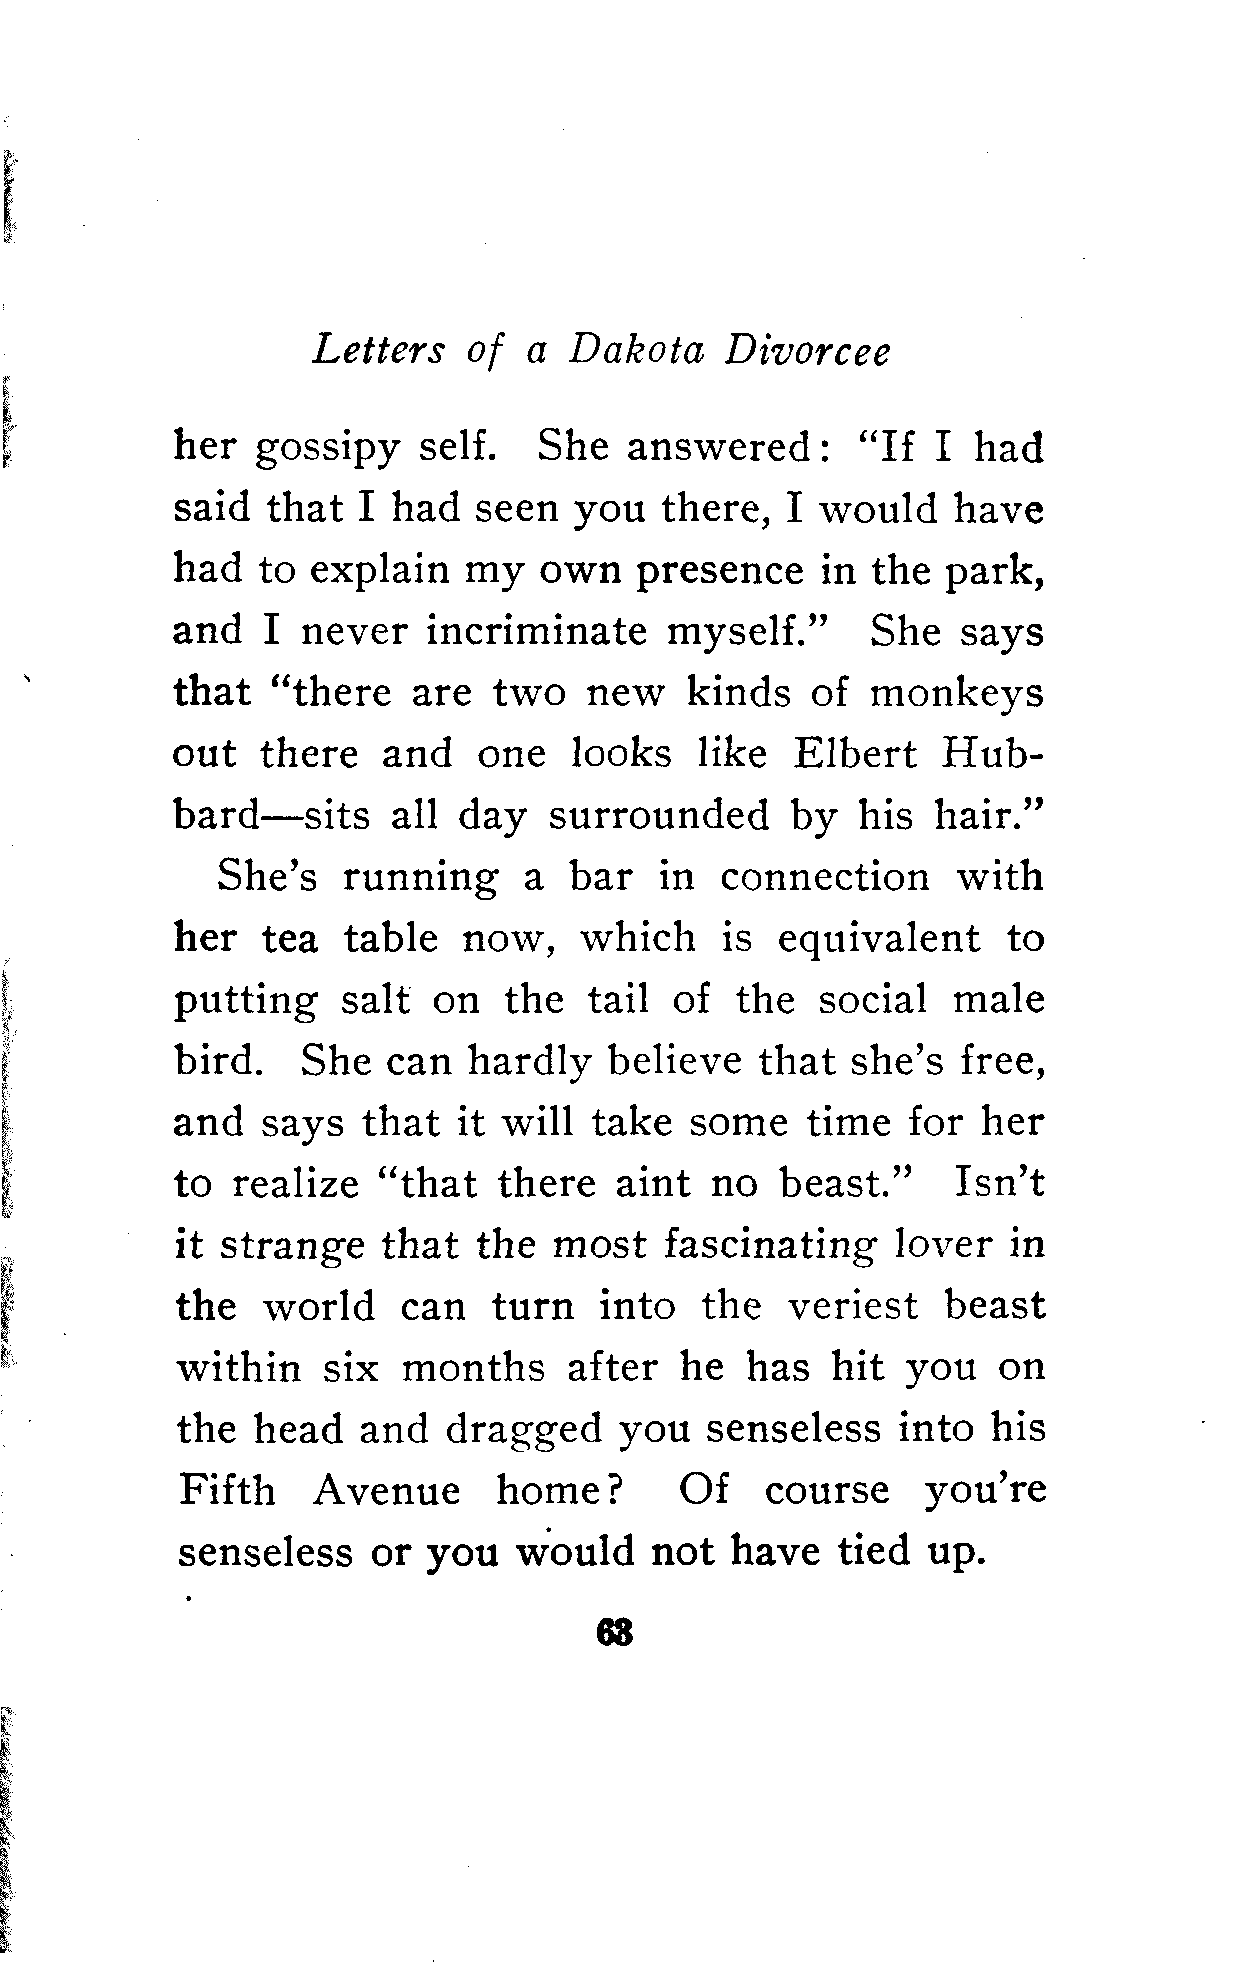 Letters of a Dakota Divorcee
her gossipy self. She answered: "If I had
said that I had seen you there, I would have
had to explain my own presence in the park,
and I never incriminate myself." She says
that "there are two new kinds of monkeys
out there and one looks like Elbert Hub-
bard—sits all day surrounded by his hair."
She's running a bar in connection with
her tea table now, which is equivalent to
putting salt on the tail of the social male
bird. She can hardly believe that she's free,
and says that it will take some time for her
to realize "that there aint no beast." Isn't
it strange that the most fascinating lover in
the world can turn into the veriest beast
within six months after he has hit you on
the head and dragged you senseless into his
Fifth Avenue home? Of course you're
senseless or you would not have tied up.
63